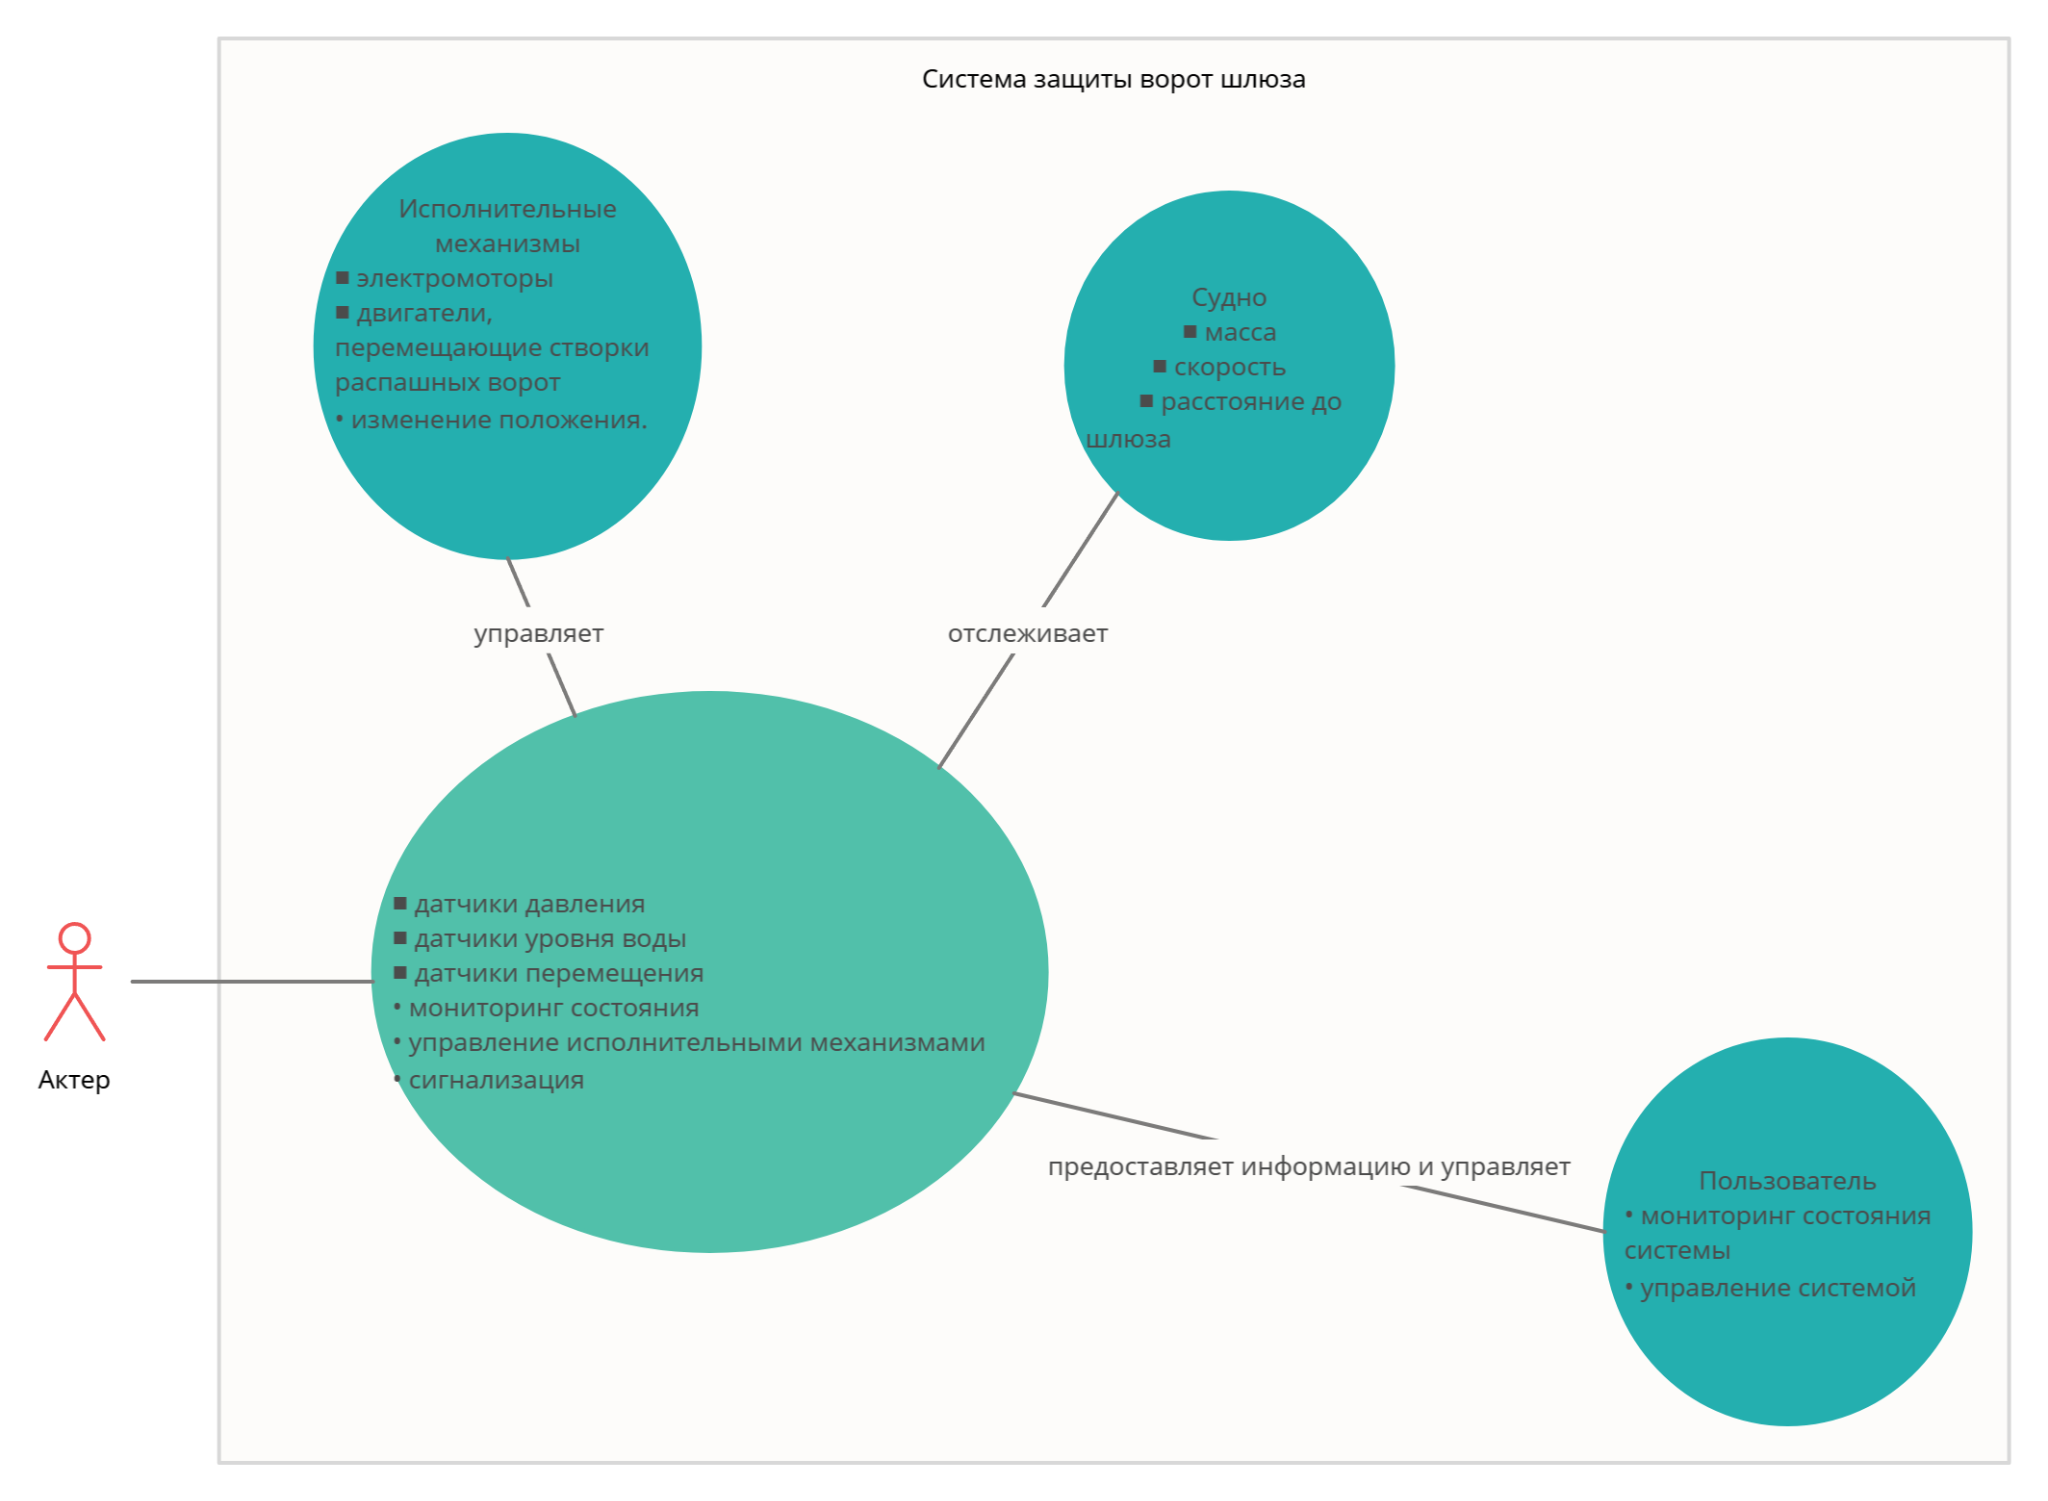 Система защиты ворот шлюза
Исполнительные
механизмы
■ электромоторы
■ двигатели,
перемещающие створки
распашных ворот
• изменение положения.
Судно
■ масса
■ скорость
■ расстояние до
шлюза
управляет
отслеживает
■ датчики давления
■ датчики уровня воды
■ датчики перемещения
• мониторинг состояния
• управление исполнительными механизмами
• сигнализация
Актер
предоставляет информацию и управляет
Пользователь
• мониторинг состояния
системы
• управление системой